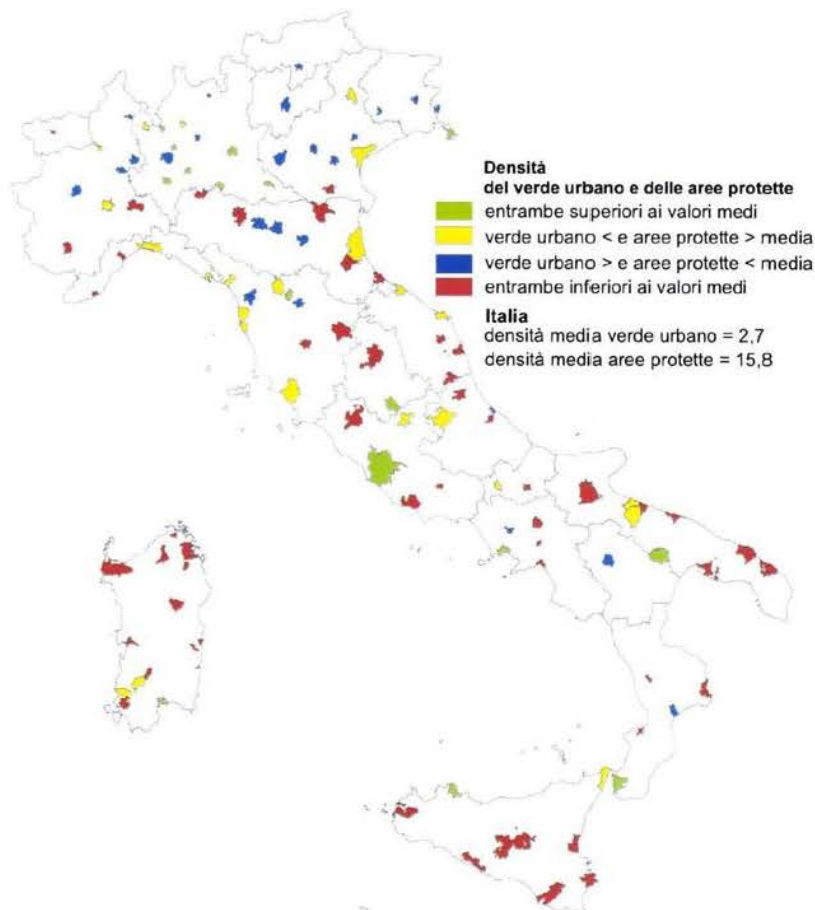 Densità
del verde urbano e delle aree protette
entrambe superiori ai valori medi
verde urbano < e aree protette > media
verde urbano > e aree protette < media
entrambe inferiori ai valori medi
Italia
densità media verde urbano = 2,7
densità media aree protette = 15,8